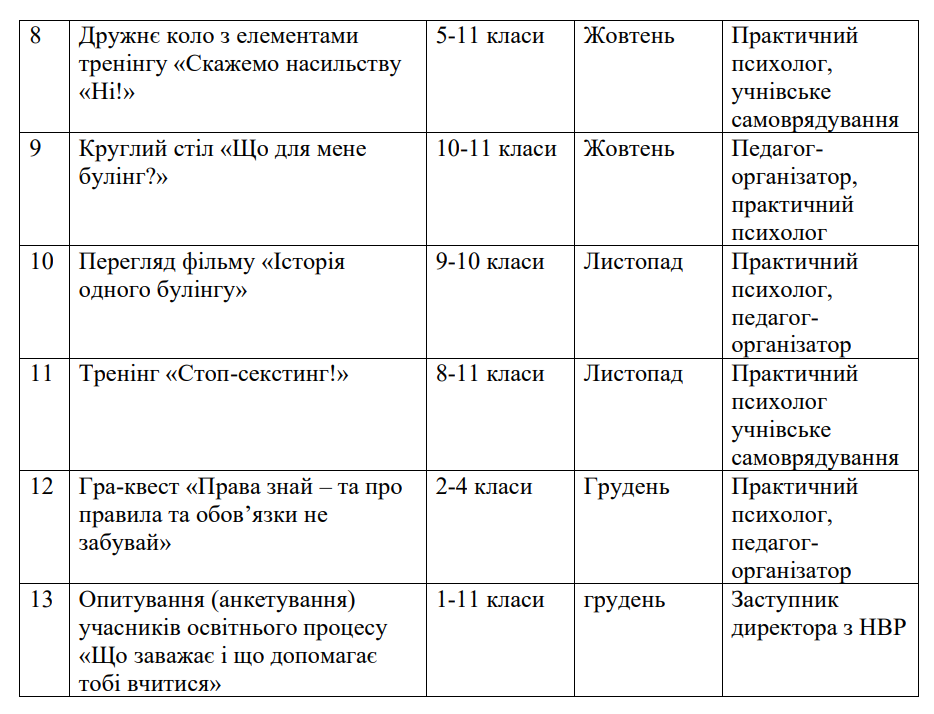 8 Дружнє коло з елементами 5-11 класи Жовтень Практичний
тренінгу «Скажемо насильству психолог,
«Ні!» учнівське
самоврядування
9 Круглий стіл «Що для мене 10-11 класи Жовтень Педагог-
булінг?» організатор,
практичний
психолог
10 Перегляд фільму «Історія 9-10 класи Листопад Практичний
одного булінгу» психолог,
педагог-
організатор
11 Тренінг «Стоп-секстинг!» 8-11 класи Листопад Практичний
психолог
учнівське
самоврядування
12 Гра-квест «Права знай – та про 2-4 класи Грудень Практичний
правила та обов’язки не психолог,
забувай» педагог-
організатор
13 Опитування (анкетування) 1-11 класи грудень Заступник
учасників освітнього процесу директора з НВР
«Що заважає і що допомагає
тобі вчитися»